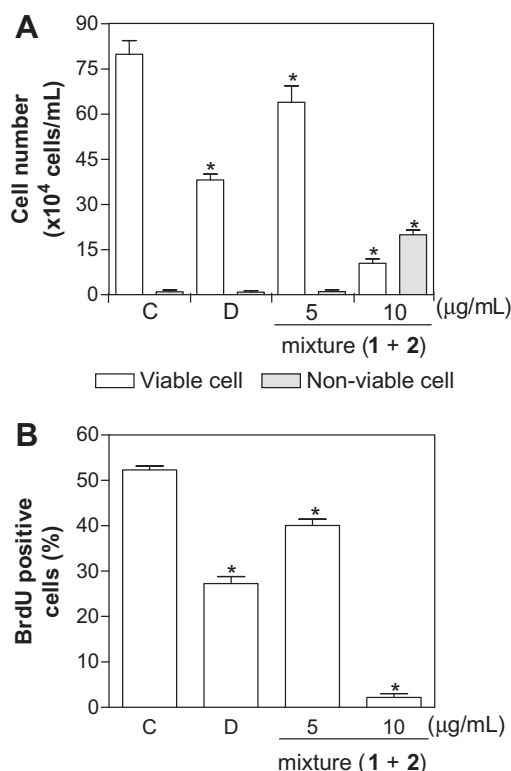 A
Cell number
(x10⁴ cells/mL)
90
75
60
45
30
15
0
*
*
*
*
C
D
5
10
(μg/mL)
mixture (1 + 2)
Viable cell
Non-viable cell
B
BrdU positive
cells (%)
60
50
40
30
20
10
0
*
*
*
C
D
5
10
(μg/mL)
mixture (1 + 2)